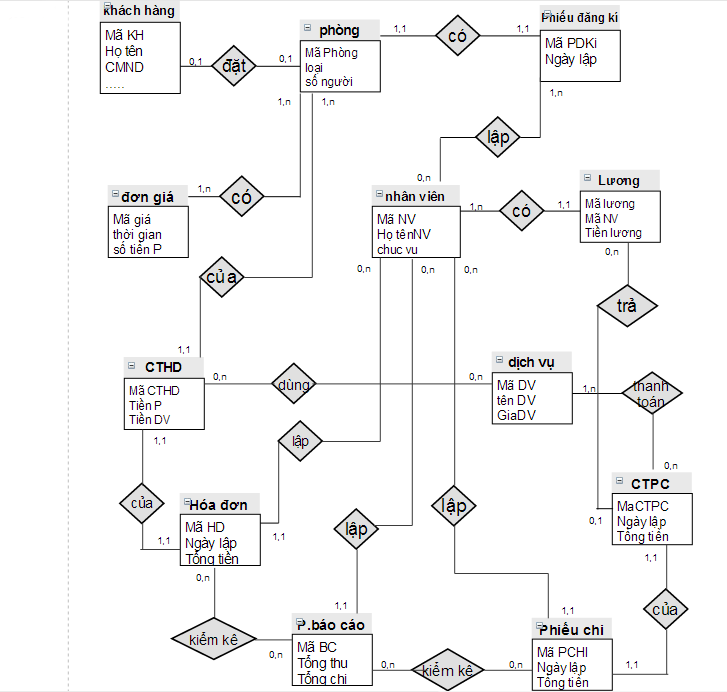 khách hàng
Mã KH
Họ tên
CMND
.....
0,1
đặt
0,1
phòng
Mã Phòng
loại
số người
1,1
có
1,1
Phiếu đăng kí
Mã PDKi
Ngày lập
1,n
1,n
1,n
lập
0,n
đơn giá
Mã giá
thời gian
số tiền P
1,n
có
nhân viên
Mã NV
Họ tênNV
chuc vu
1,n
có
1,1
Lương
Mã lương
Mã NV
Tiền lương
0,n
0,n
0,n
0,n
của
trả
1,1
CTHD
Mã CTHD
Tiền P
Tiền DV
0,n
dùng
0,n
dịch vụ
Mã DV
tên DV
GiaDV
1,n
thanh
toán
1,1
lập
0,n
của
1,1
Hóa đơn
Mã HD
Ngày lập
Tổng tiền
1,1
lập
lập
CTPC
MaCTPC
Ngày lập
Tổng tiền
0,1
1,1
0,n
kiểm kê
0,n
1,1
P.báo cáo
Mã BC
Tổng thu
Tổng chi
0,n
kiểm kê
0,n
1,1
Phiếu chi
Mã PCHI
Ngày lập
Tổng tiền
1,1
của